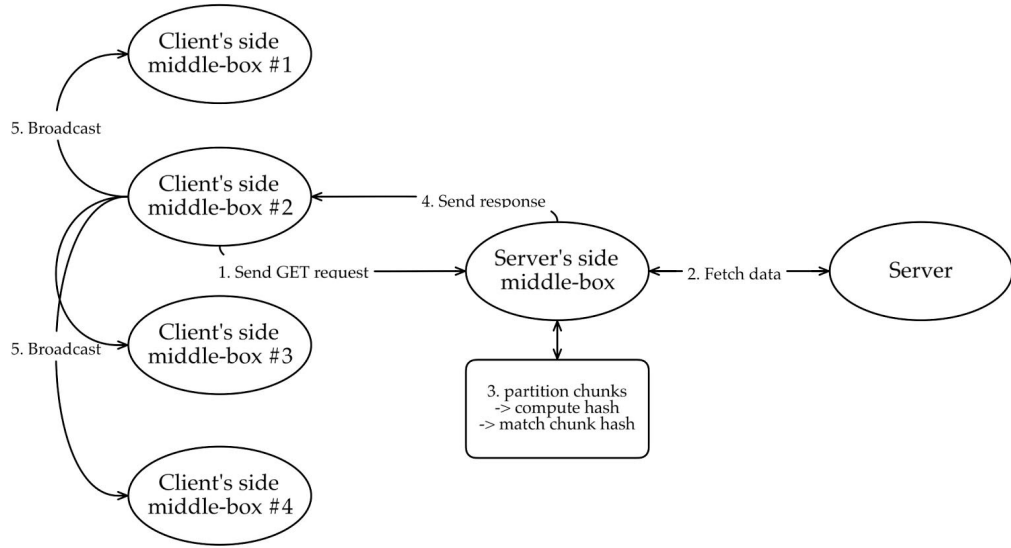 Client's side
middle-box #1
5. Broadcast
Client's side
middle-box #2
4. Send response
1. Send GET request
Server's side
middle-box
2. Fetch data
Server
Client's side
middle-box #3
5. Broadcast
3. partition chunks
-> compute hash
-> match chunk hash
Client's side
middle-box #4